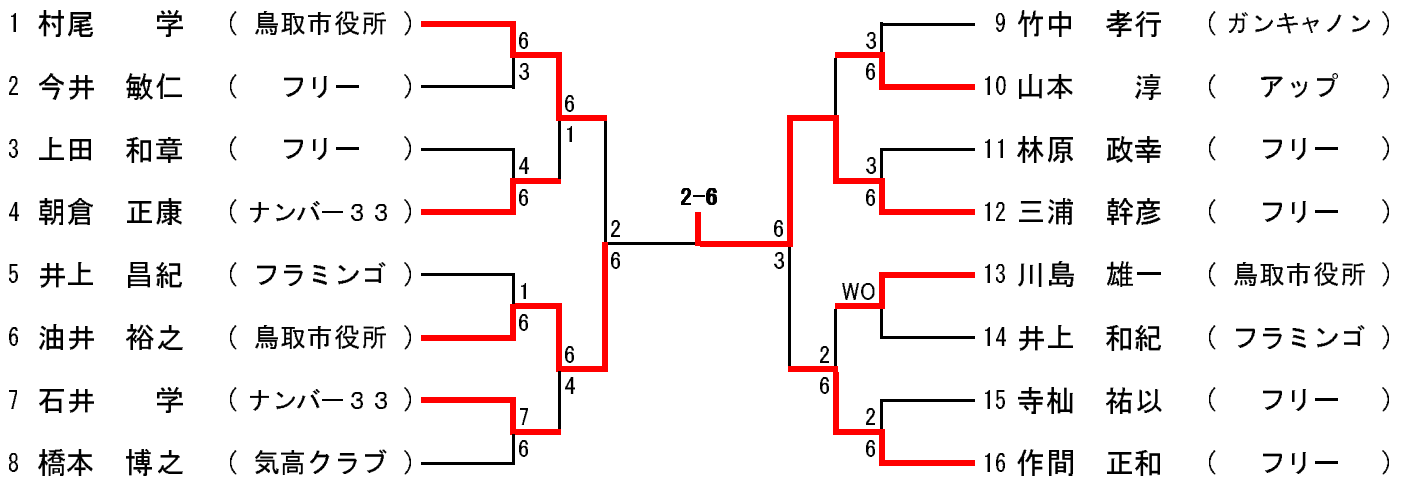 1 村尾 学 ( 鳥取市役所 )
2 今井 敏仁 ( フリー )
3 上田 和章 ( フリー )
4 朝倉 正康 ( ナンバー３３ )
5 井上 昌紀 ( フラミンゴ )
6 油井 裕之 ( 鳥取市役所 )
7 石井 学 ( ナンバー３３ )
8 橋本 博之 ( 気高クラブ )
6
3
4
6
1
6
7
6
6
1
6
4
2
6
2-6
6
3
2
6
3
6
3
6
WO
2
6
9 竹中 孝行 ( ガンキャノン )
10 山本 淳 ( アップ )
11 林原 政幸 ( フリー )
12 三浦 幹彦 ( フリー )
13 川島 雄一 ( 鳥取市役所 )
14 井上 和紀 ( フラミンゴ )
15 寺杣 祐以 ( フリー )
16 作間 正和 ( フリー )